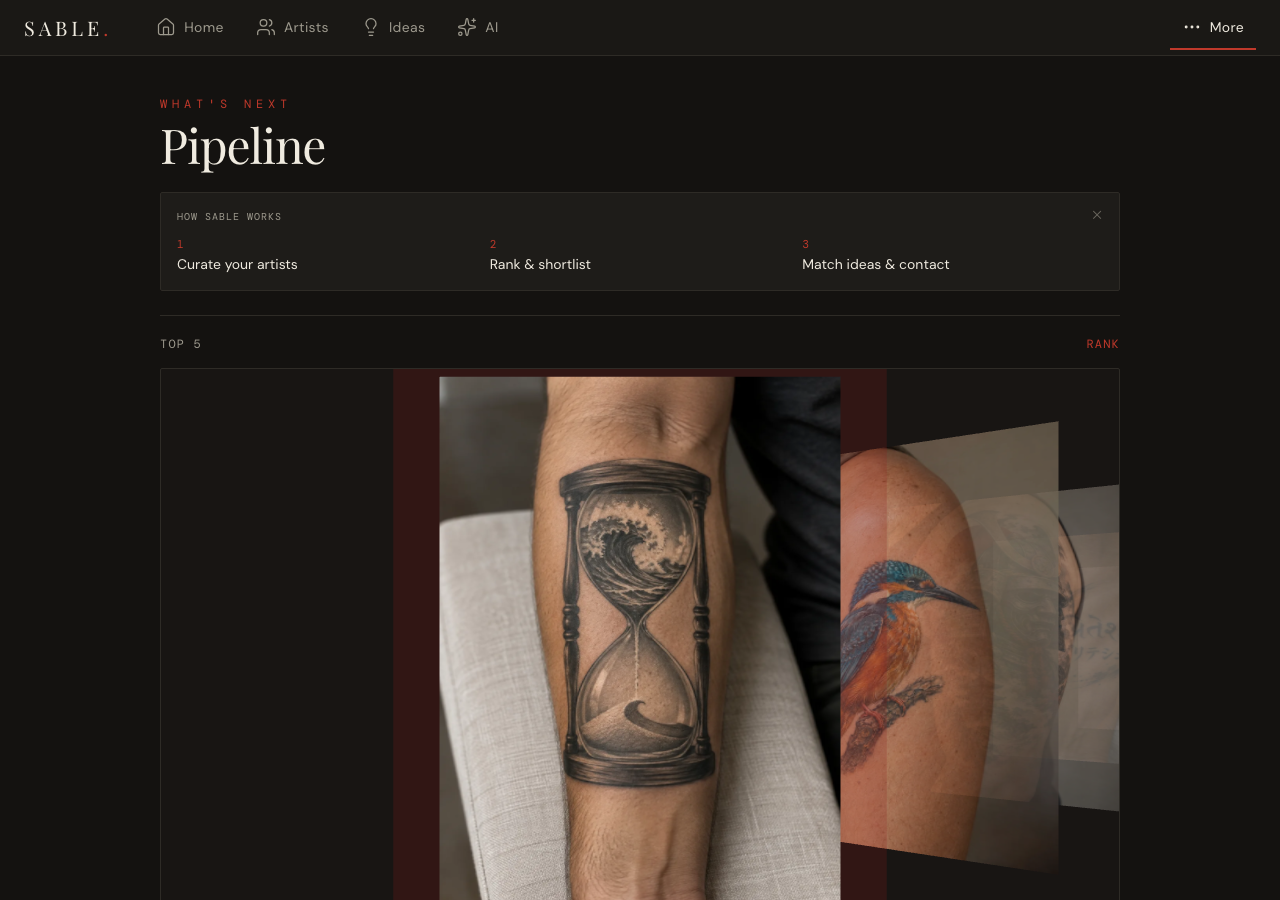 SABLE.
Home
Artists
Ideas
AI
More
WHAT'S NEXT
Pipeline
HOW SABLE WORKS
1
Curate your artists
2
Rank & shortlist
3
Match ideas & contact
TOP 5
RANK